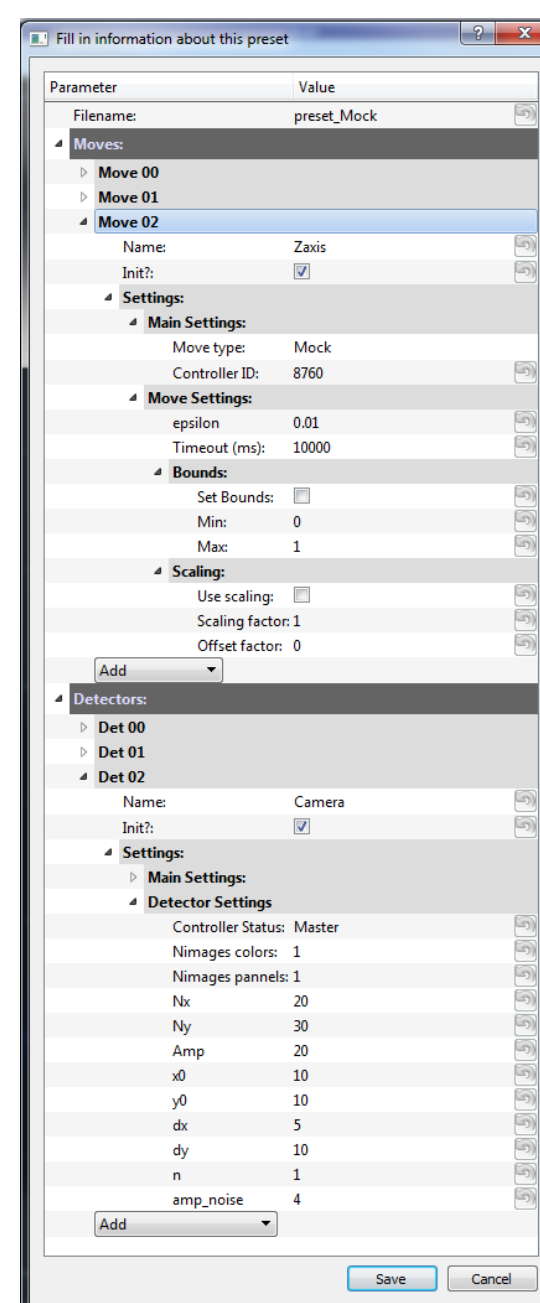 Fill in information about this preset
Parameter Value
Filename: preset_Mock
Moves:
Move 00
Move 01
Move 02
Name: Zaxis
Init?:
Settings:
Main Settings:
Move type: Mock
Controller ID: 8760
Move Settings:
epsilon 0.01
Timeout (ms): 10000
Bounds:
Set Bounds:
Min: 0
Max: 1
Scaling:
Use scaling:
Scaling factor: 1
Offset factor: 0
Add
Detectors:
Det 00
Det 01
Det 02
Name: Camera
Init?:
Settings:
Main Settings:
Detector Settings
Controller Status: Master
Nimages colors: 1
Nimages pannels: 1
Nx 20
Ny 30
Amp 20
x0 10
y0 10
dx 5
dy 10
n 1
amp_noise 4
Add
Save Cancel